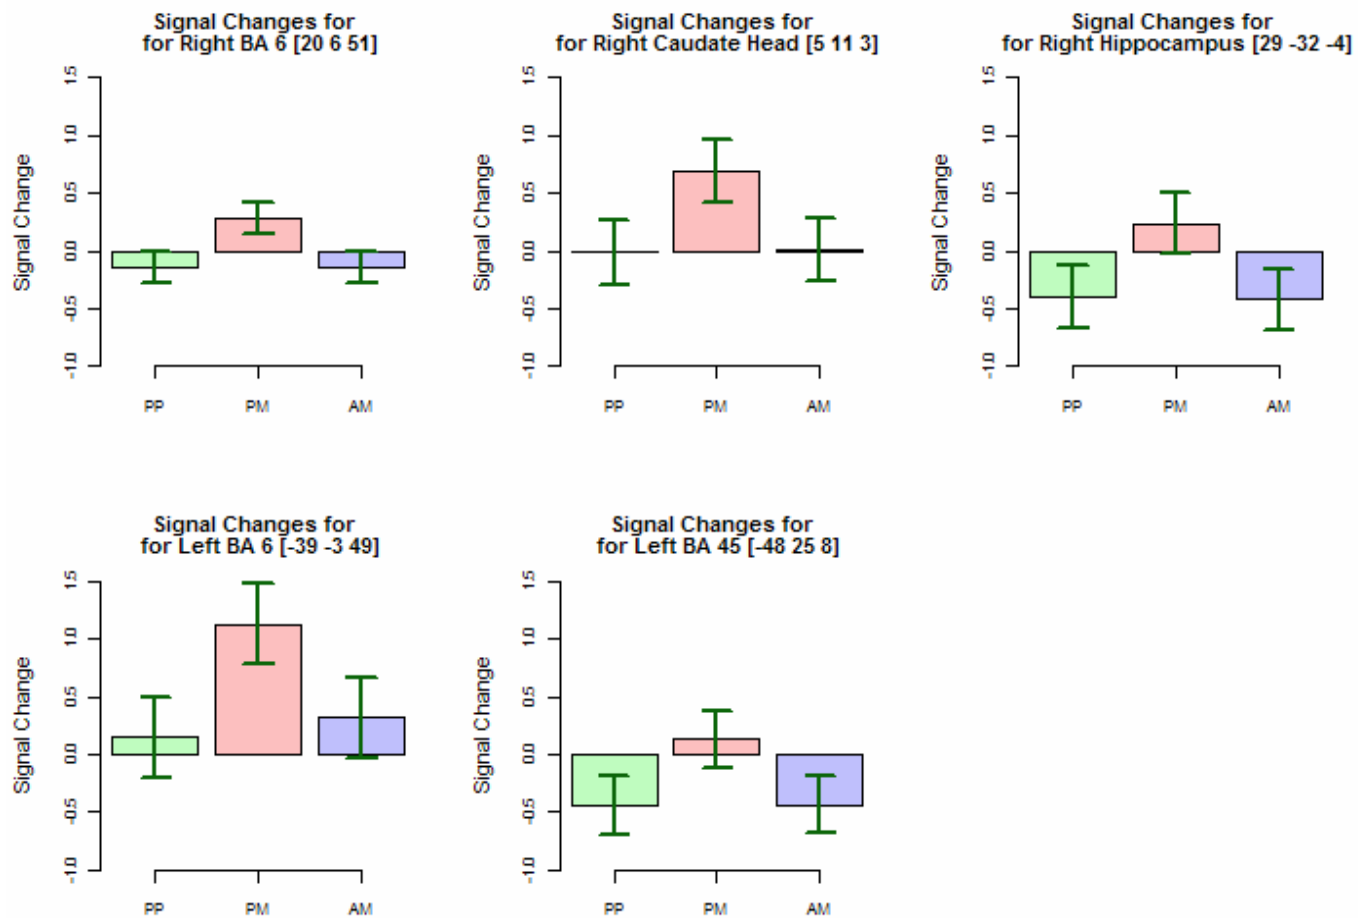 Signal Changes for
for Right BA 6 [20 6 51]
Signal Change
1.5
1.0
0.5
0.0
-0.5
-1.0
PP PM AM
Signal Changes for
for Right Caudate Head [5 11 3]
Signal Change
1.5
1.0
0.5
0.0
-0.5
-1.0
PP PM AM
Signal Changes for
for Right Hippocampus [29 -32 -4]
Signal Change
1.5
1.0
0.5
0.0
-0.5
-1.0
PP PM AM
Signal Changes for
for Left BA 6 [-39 -3 49]
Signal Change
1.5
1.0
0.5
0.0
-0.5
-1.0
PP PM AM
Signal Changes for
for Left BA 45 [-48 25 8]
Signal Change
1.5
1.0
0.5
0.0
-0.5
-1.0
PP PM AM